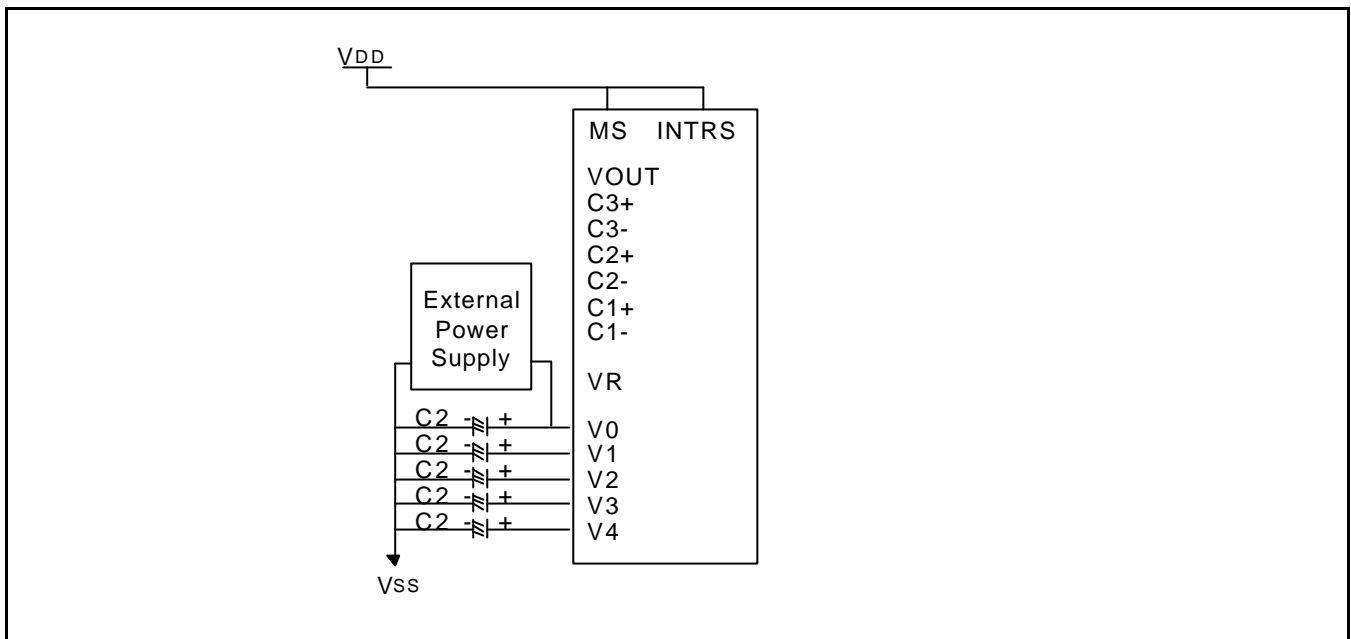 VDD
MS INTRS
VOUT
C3+
C3-
C2+
C2-
C1+
C1-
VR
External
Power
Supply
C2 - + V0
C2 - + V1
C2 - + V2
C2 - + V3
C2 - + V4
VSS